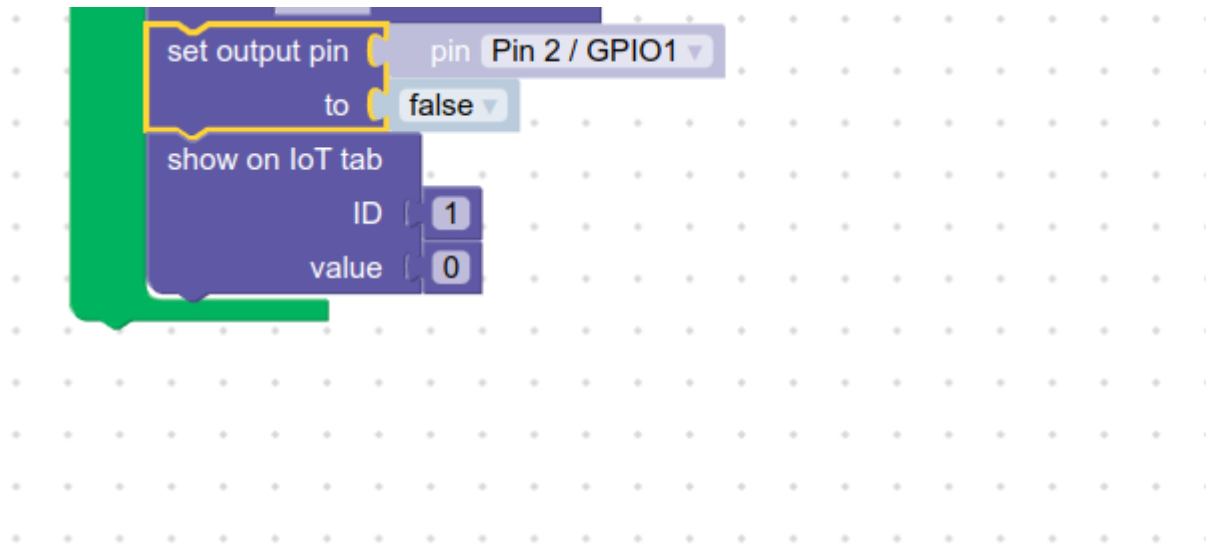 set output pin pin Pin 2 / GPIO1
to false
show on IoT tab
ID 1
value 0